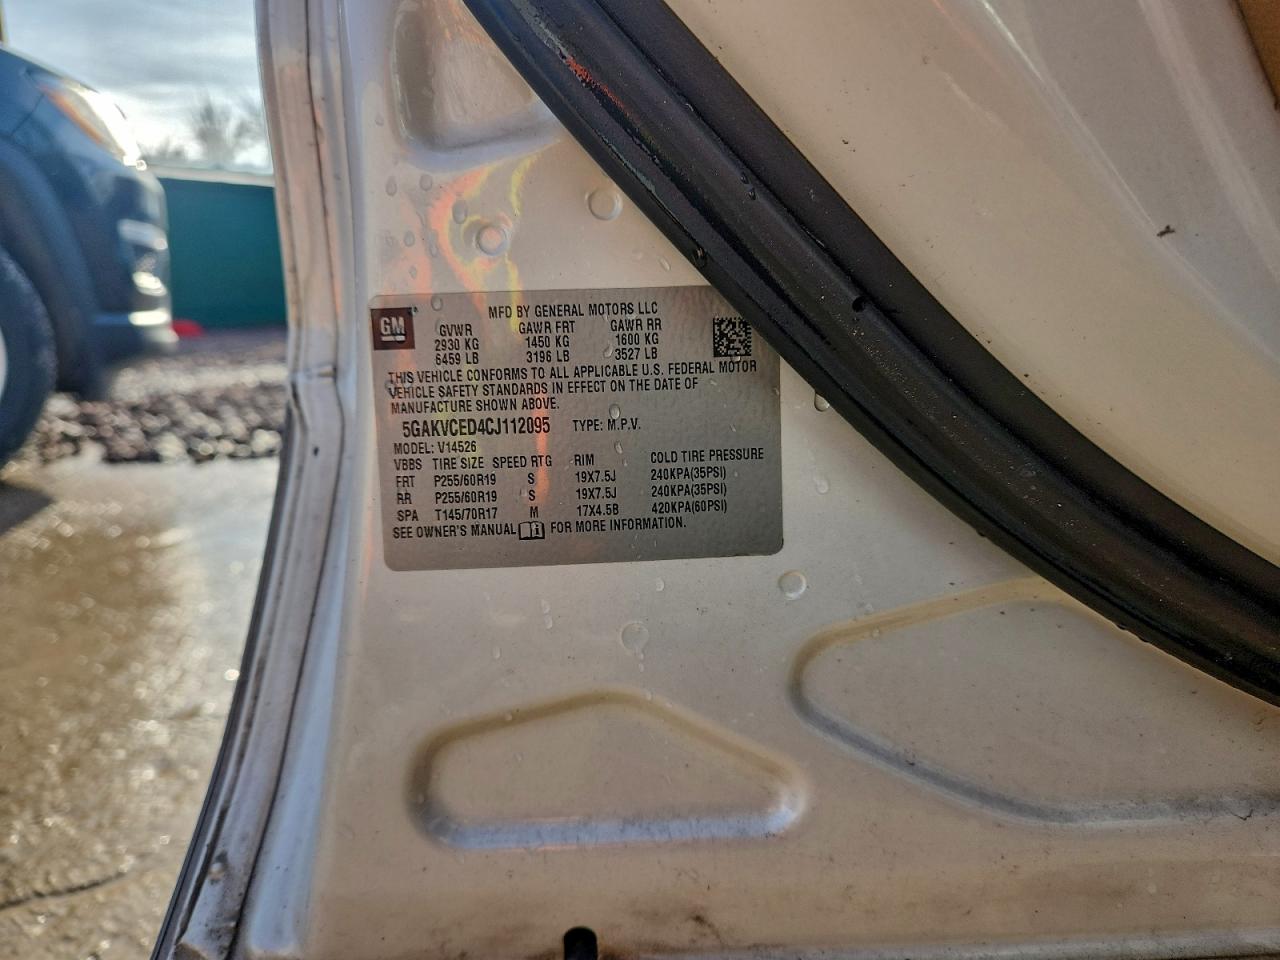 GM
MFD BY GENERAL MOTORS LLC
GVWR GAWR FRT GAWR RR
2930 KG 1450 KG 1600 KG
6459 LB 3196 LB 3527 LB
THIS VEHICLE CONFORMS TO ALL APPLICABLE U.S. FEDERAL MOTOR
VEHICLE SAFETY STANDARDS IN EFFECT ON THE DATE OF
MANUFACTURE SHOWN ABOVE.
5GAKVCED4CJ112095 TYPE: M.P.V.
MODEL: V14526
VBBS TIRE SIZE SPEED RTG RIM COLD TIRE PRESSURE
FRT P255/60R19 S 19X7.5J 240KPA(35PSI)
RR P255/60R19 S 19X7.5J 240KPA(35PSI)
SPA T145/70R17 M 17X4.5B 420KPA(60PSI)
SEE OWNER'S MANUAL FOR MORE INFORMATION.